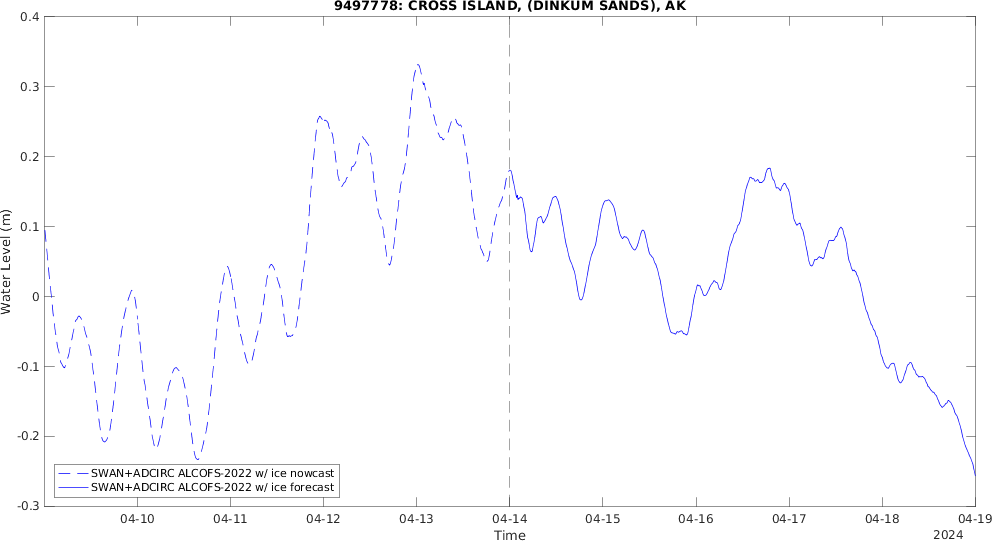 9497778: CROSS ISLAND, (DINKUM SANDS), AK
0.4
0.3
0.2
0.1
0
-0.1
-0.2
-0.3
Water Level (m)
SWAN+ADCIRC ALCOFS-2022 w/ ice nowcast
SWAN+ADCIRC ALCOFS-2022 w/ ice forecast
04-10 04-11 04-12 04-13 04-14 04-15 04-16 04-17 04-18 04-19
Time
2024